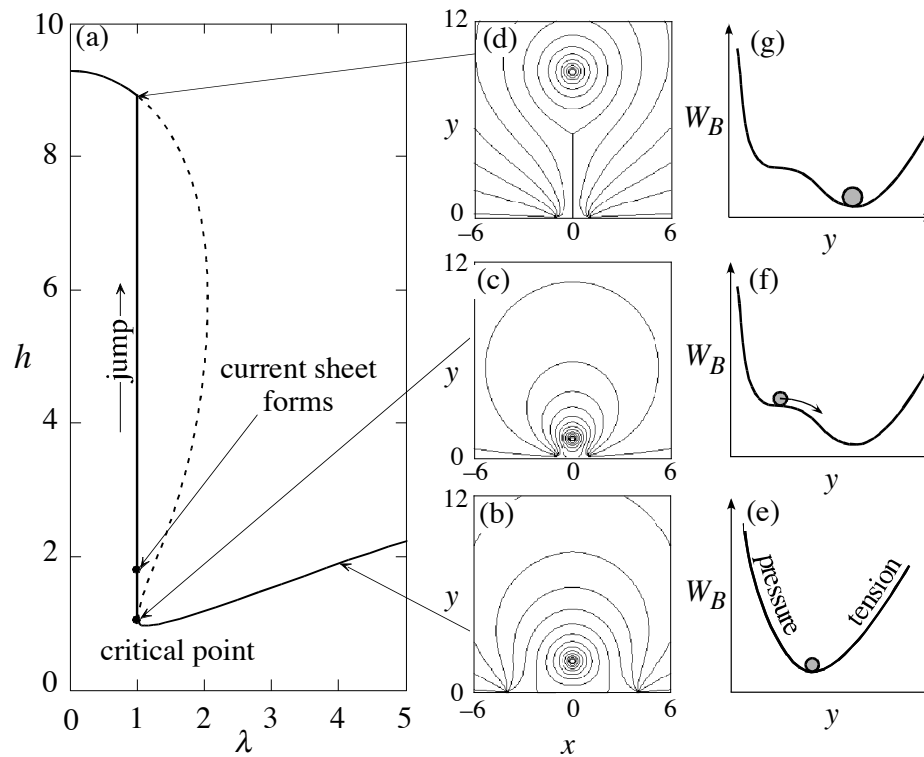 (a)
10
8
6
4
2
0
h
0 1 2 3 4 5
λ
jump
current sheet
forms
critical point
(d)
12
y
0
−6 0 6
(c)
12
y
0
−6 0 6
(b)
12
y
0
−6 0 6
x
(g)
W_B
y
(f)
W_B
y
(e)
W_B
pressure
tension
y